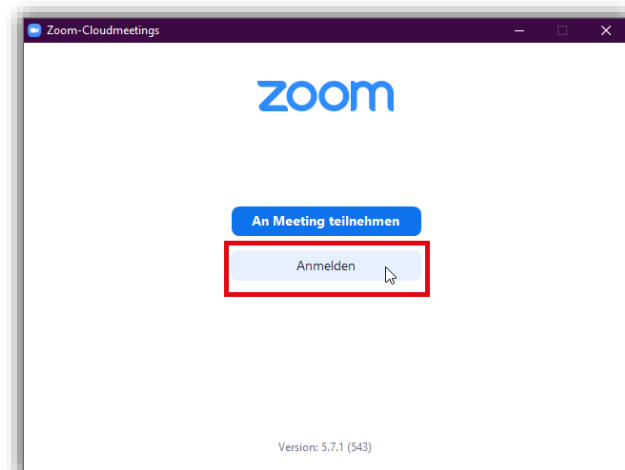 Zoom-Cloudmeetings
zoom
An Meeting teilnehmen
Anmelden
Version: 5.7.1 (543)